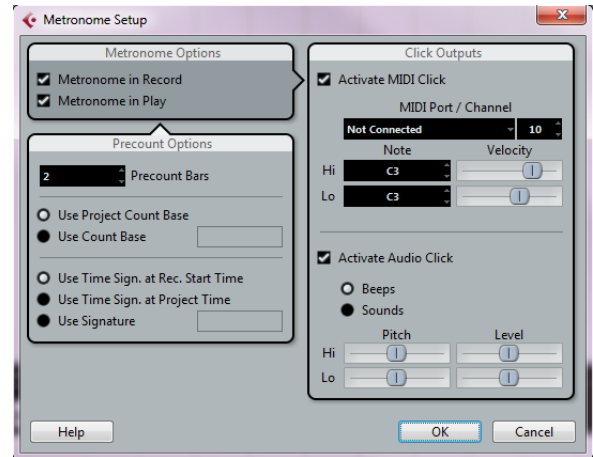 Metronome Setup
Metronome Options
Metronome in Record
Metronome in Play
Precount Options
2 Precount Bars
Use Project Count Base
Use Count Base
Use Time Sign. at Rec. Start Time
Use Time Sign. at Project Time
Use Signature
Click Outputs
Activate MIDI Click
MIDI Port / Channel
Not Connected 10
Note Velocity
Hi C3
Lo C3
Activate Audio Click
Beeps
Sounds
Pitch Level
Hi
Lo
Help OK Cancel